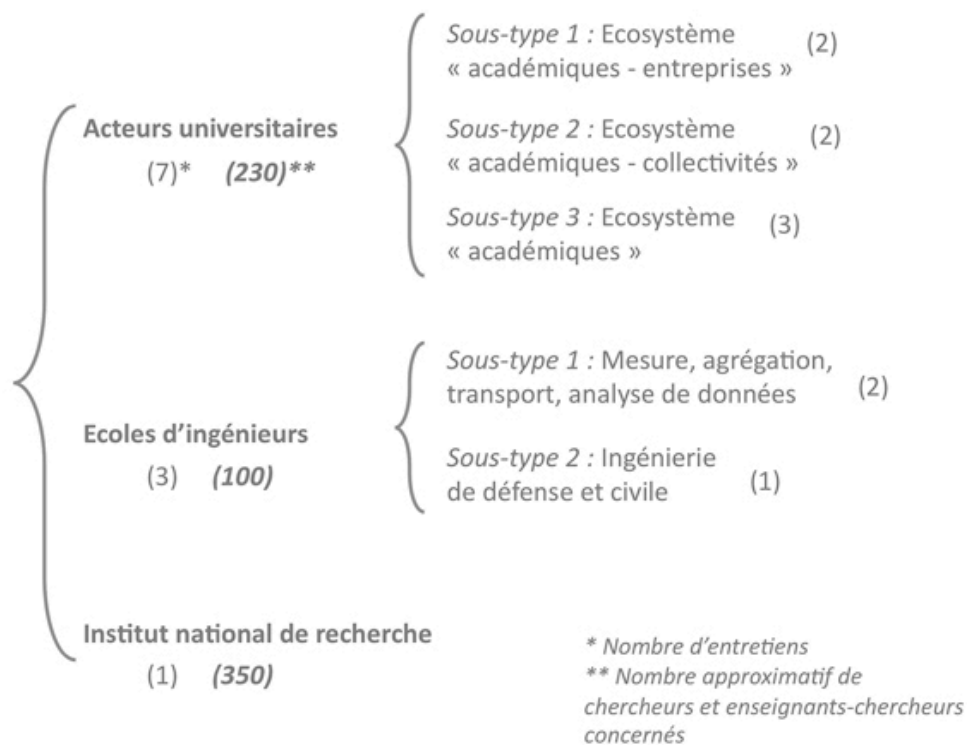 Acteurs universitaires
(7)* (230)**
Sous-type 1 : Ecosystème
« académiques - entreprises »
(2)
Sous-type 2 : Ecosystème
« académiques - collectivités »
(2)
Sous-type 3 : Ecosystème
« académiques »
(3)
Ecoles d’ingénieurs
(3) (100)
Sous-type 1 : Mesure, agrégation,
transport, analyse de données
(2)
Sous-type 2 : Ingénierie
de défense et civile
(1)
Institut national de recherche
(1) (350)
* Nombre d’entretiens
** Nombre approximatif de
chercheurs et enseignants-chercheurs
concernés